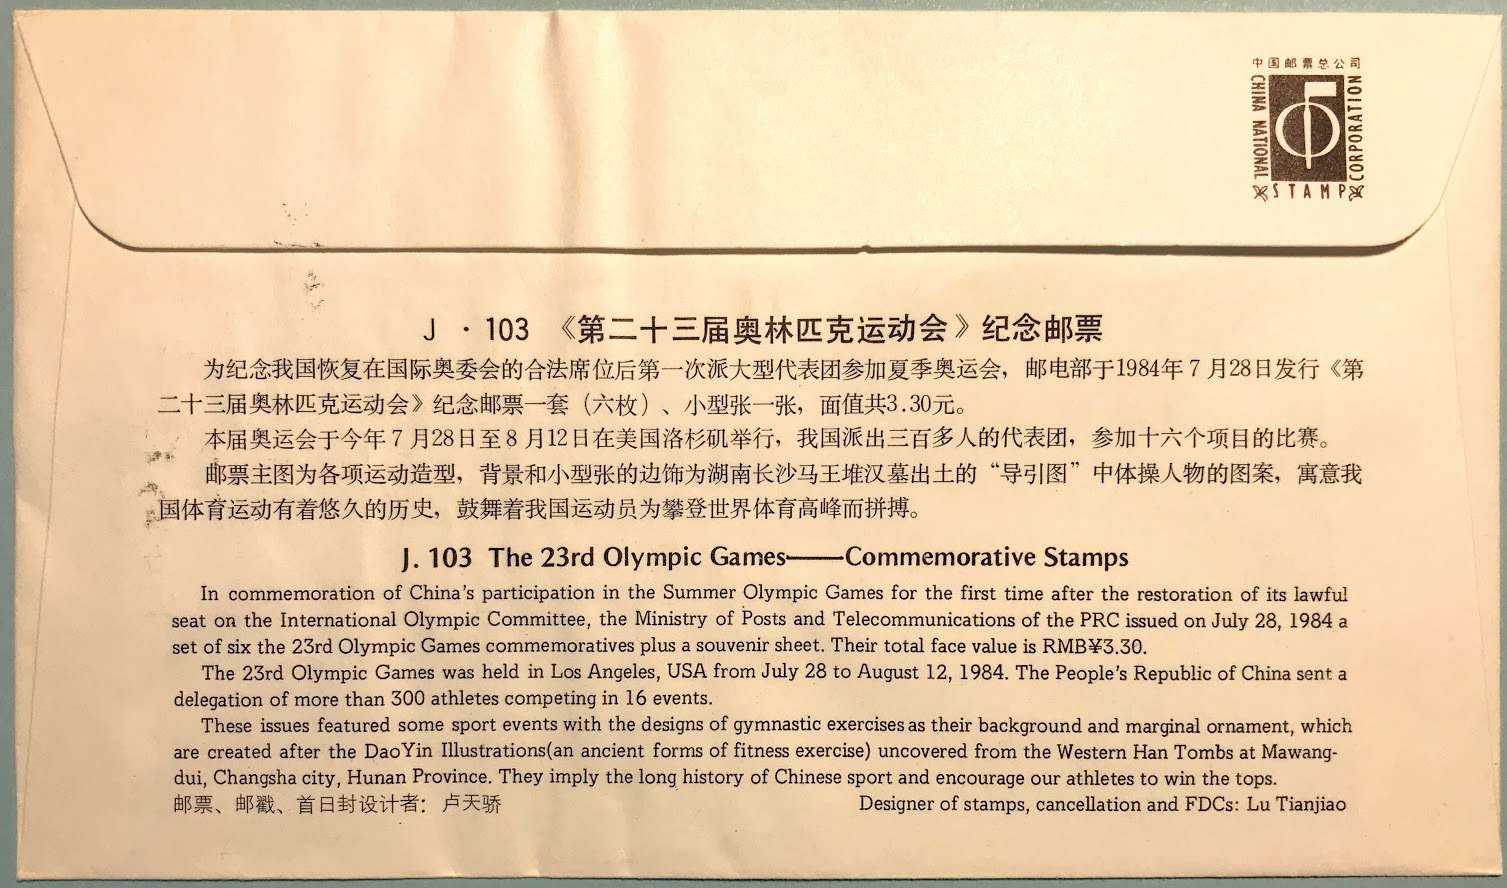 中国邮票总公司
CHINA NATIONAL
STAMP
CORPORATION
J · 103 《第二十三届奥林匹克运动会》纪念邮票
为纪念我国恢复在国际奥委会的合法席位后第一次派大型代表团参加夏季奥运会，邮电部于1984年7月28日发行《第
二十三届奥林匹克运动会》纪念邮票一套（六枚）、小型张一张，面值共3.30元。
本届奥运会于今年7月28日至8月12日在美国洛杉矶举行，我国派出三百多人的代表团，参加十六个项目的比赛。
邮票主图为各项运动造型，背景和小型张的边饰为湖南长沙马王堆汉墓出土的“导引图”中体操人物的图案，寓意我
国体育运动有着悠久的历史，鼓舞着我国运动员为攀登世界体育高峰而拼搏。
J. 103 The 23rd Olympic Games——Commemorative Stamps
In commemoration of China's participation in the Summer Olympic Games for the first time after the restoration of its lawful
seat on the International Olympic Committee, the Ministry of Posts and Telecommunications of the PRC issued on July 28, 1984 a
set of six the 23rd Olympic Games commemoratives plus a souvenir sheet. Their total face value is RMB¥3.30.
The 23rd Olympic Games was held in Los Angeles, USA from July 28 to August 12, 1984. The People's Republic of China sent a
delegation of more than 300 athletes competing in 16 events.
These issues featured some sport events with the designs of gymnastic exercises as their background and marginal ornament, which
are created after the DaoYin Illustrations(an ancient forms of fitness exercise) uncovered from the Western Han Tombs at Mawang-
dui, Changsha city, Hunan Province. They imply the long history of Chinese sport and encourage our athletes to win the tops.
邮票、邮戳、首日封设计者：卢天骄
Designer of stamps, cancellation and FDCs: Lu Tianjiao